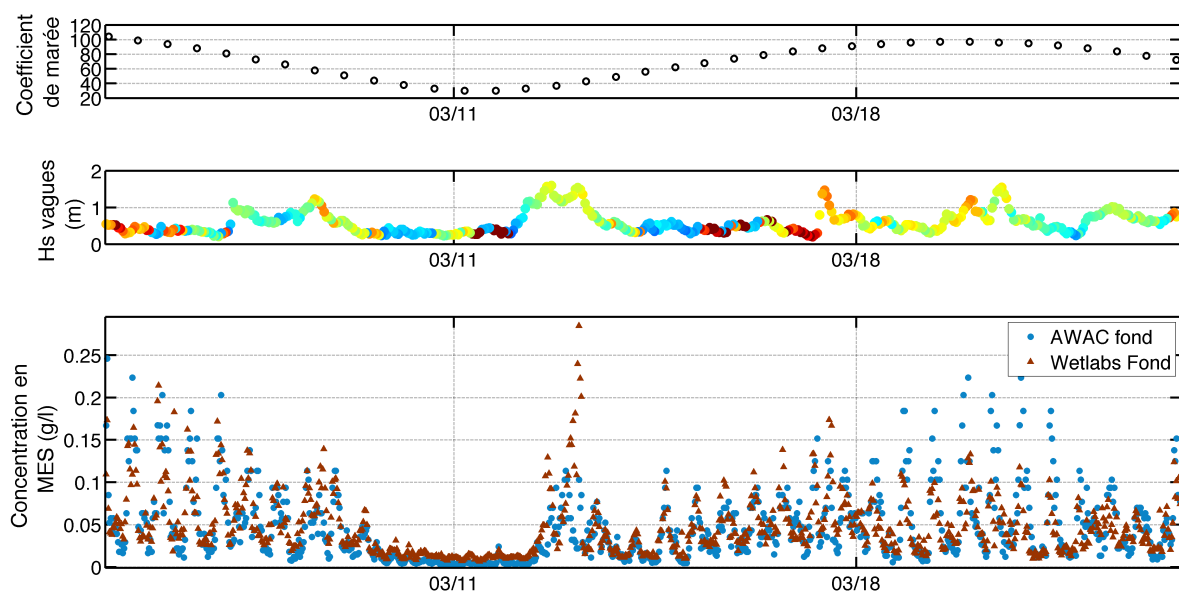 Coefficient
de marée
120
100
80
60
40
20
03/11
03/18
Hs vagues
(m)
2
1
0
03/11
03/18
Concentration en
MES (g/l)
0.25
0.2
0.15
0.1
0.05
0
03/11
03/18
AWAC fond
Wetlabs Fond